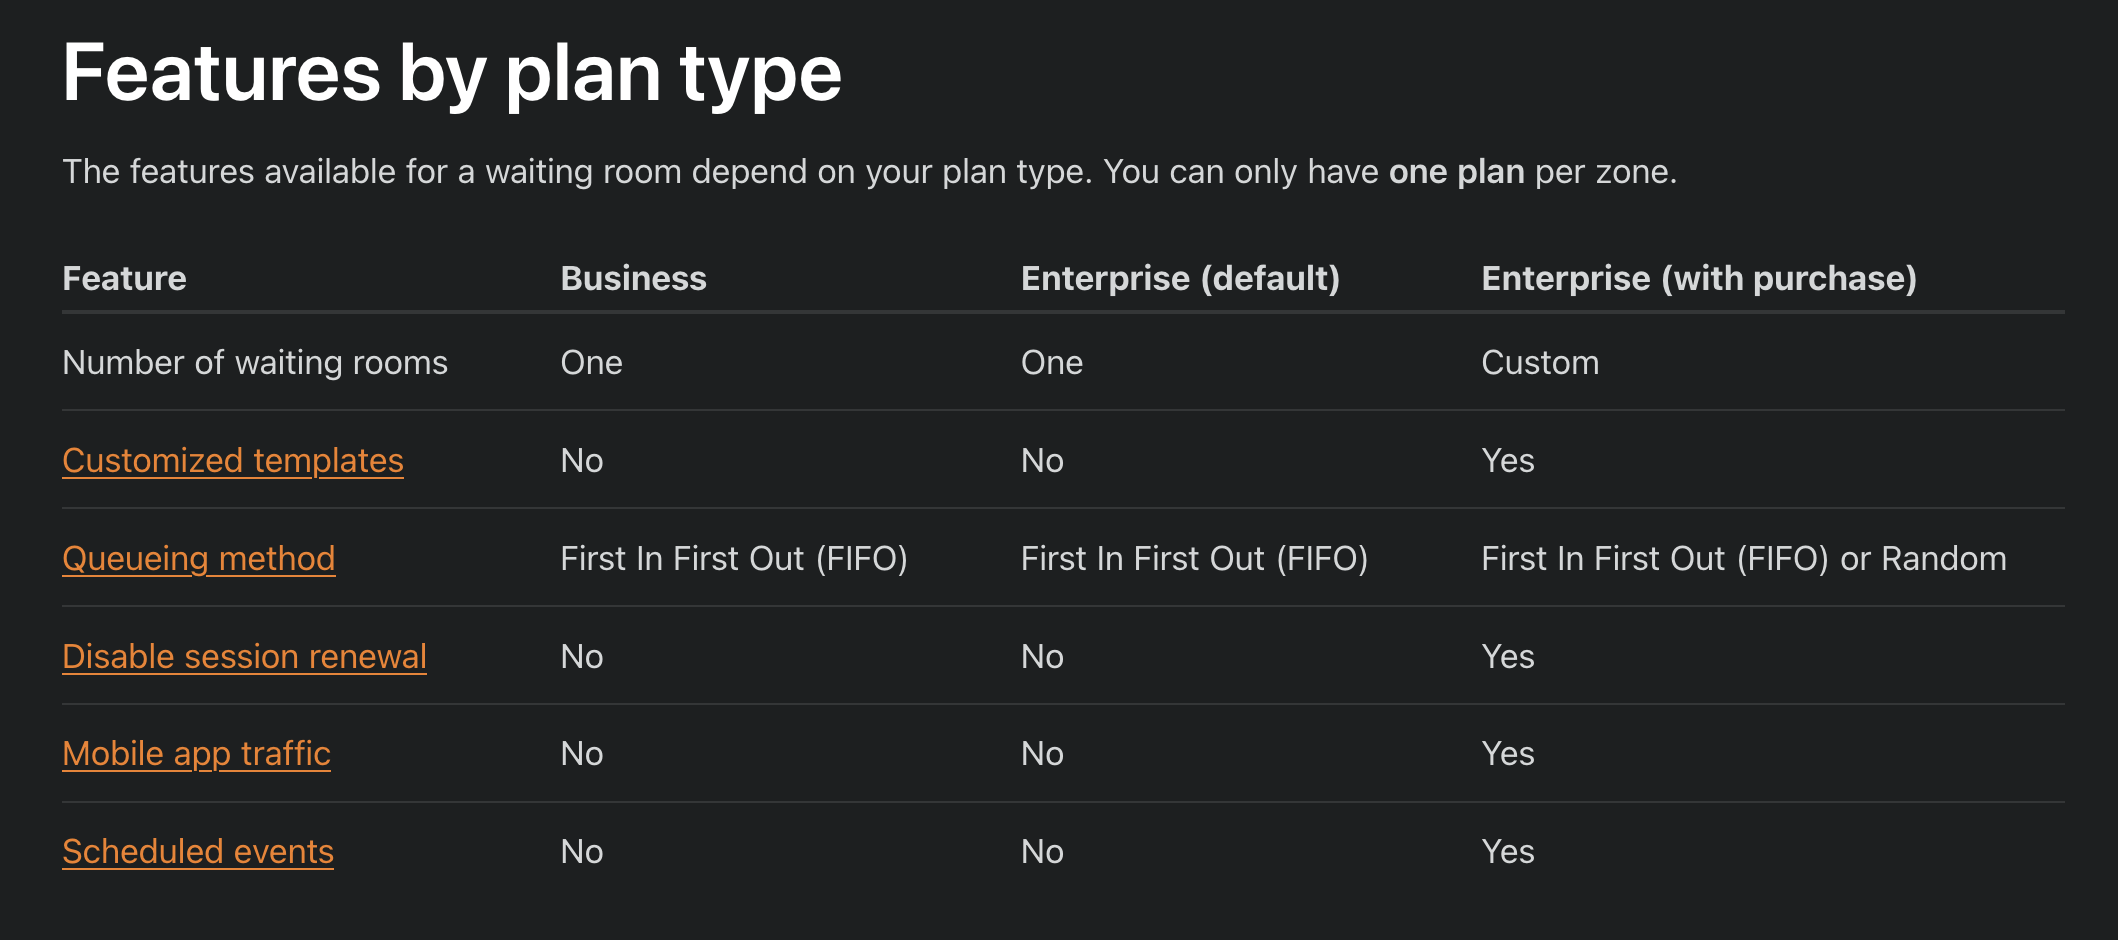 Features by plan type
The features available for a waiting room depend on your plan type. You can only have one plan per zone.
Feature Business Enterprise (default) Enterprise (with purchase)
Number of waiting rooms One One Custom
Customized templates No No Yes
Queueing method First In First Out (FIFO) First In First Out (FIFO) First In First Out (FIFO) or Random
Disable session renewal No No Yes
Mobile app traffic No No Yes
Scheduled events No No Yes